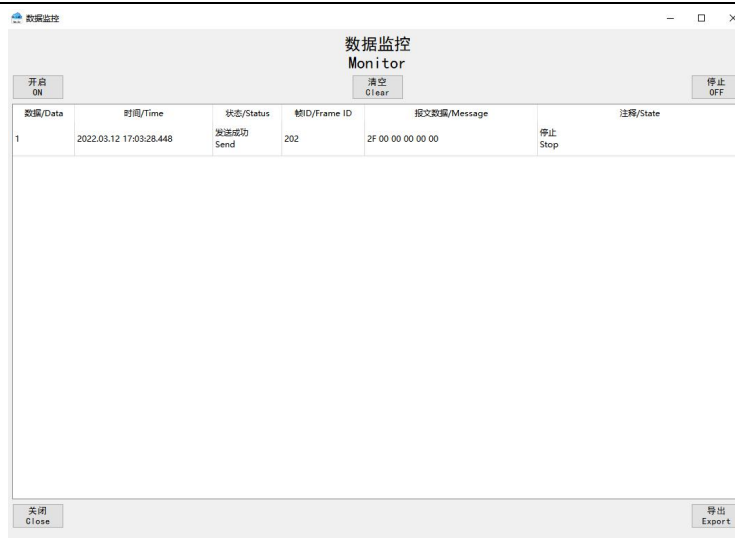 数据监控
数据监控
Monitor
开启
ON
清空
Clear
停止
OFF
数据/Data 时间/Time 状态/Status 帧ID/Frame ID 报文数据/Message 注释/State
1 2022.03.12 17:03:28.448 发送成功 Send 202 2F 00 00 00 00 00 停止 Stop
关闭
Close
导出
Export